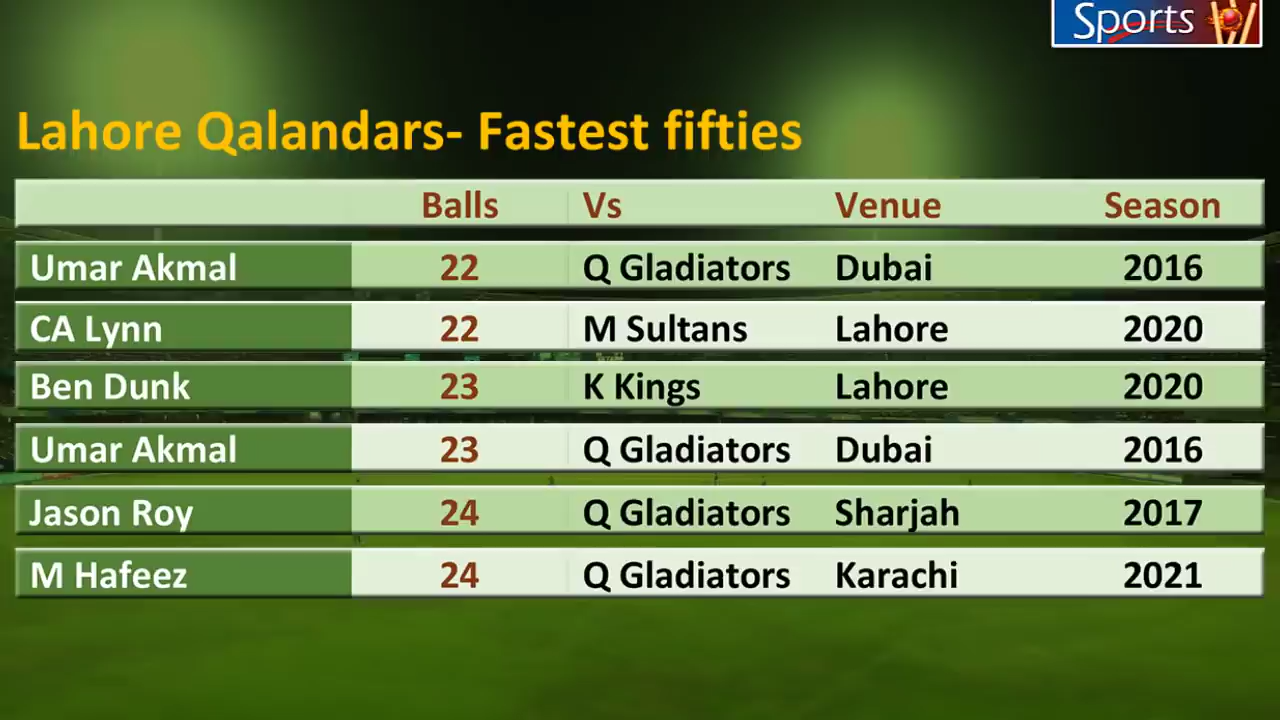 Sports
Lahore Qalandars- Fastest fifties
Balls Vs Venue Season
Umar Akmal 22 Q Gladiators Dubai 2016
CA Lynn 22 M Sultans Lahore 2020
Ben Dunk 23 K Kings Lahore 2020
Umar Akmal 23 Q Gladiators Dubai 2016
Jason Roy 24 Q Gladiators Sharjah 2017
M Hafeez 24 Q Gladiators Karachi 2021